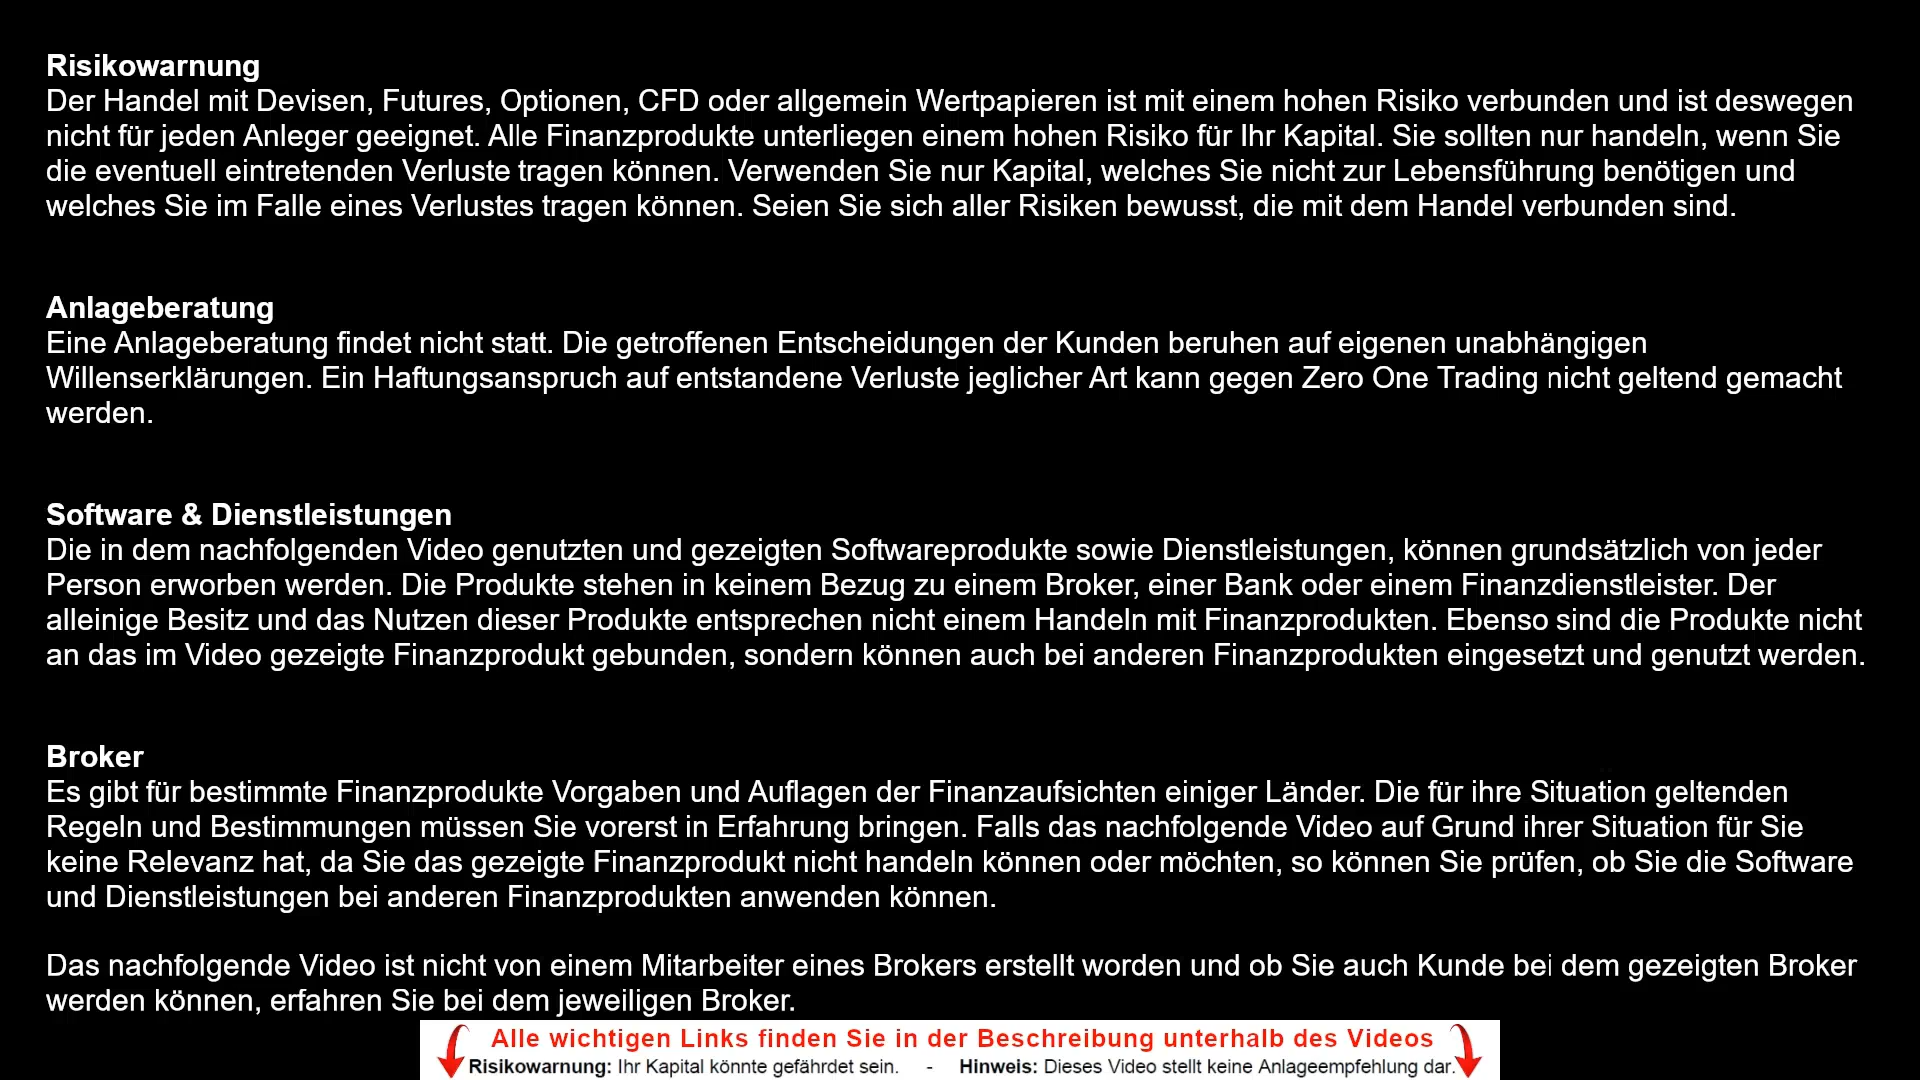 Risikowarnung
Der Handel mit Devisen, Futures, Optionen, CFD oder allgemein Wertpapieren ist mit einem hohen Risiko verbunden und ist deswegen
nicht für jeden Anleger geeignet. Alle Finanzprodukte unterliegen einem hohen Risiko für Ihr Kapital. Sie sollten nur handeln, wenn Sie
die eventuell eintretenden Verluste tragen können. Verwenden Sie nur Kapital, welches Sie nicht zur Lebensführung benötigen und
welches Sie im Falle eines Verlustes tragen können. Seien Sie sich aller Risiken bewusst, die mit dem Handel verbunden sind.
Anlageberatung
Eine Anlageberatung findet nicht statt. Die getroffenen Entscheidungen der Kunden beruhen auf eigenen unabhängigen
Willenserklärungen. Ein Haftungsanspruch auf entstandene Verluste jeglicher Art kann gegen Zero One Trading nicht geltend gemacht
werden.
Software & Dienstleistungen
Die in dem nachfolgenden Video genutzten und gezeigten Softwareprodukte sowie Dienstleistungen, können grundsätzlich von jeder
Person erworben werden. Die Produkte stehen in keinem Bezug zu einem Broker, einer Bank oder einem Finanzdienstleister. Der
alleinige Besitz und das Nutzen dieser Produkte entsprechen nicht einem Handeln mit Finanzprodukten. Ebenso sind die Produkte nicht
an das im Video gezeigte Finanzprodukt gebunden, sondern können auch bei anderen Finanzprodukten eingesetzt und genutzt werden.
Broker
Es gibt für bestimmte Finanzprodukte Vorgaben und Auflagen der Finanzaufsichten einiger Länder. Die für ihre Situation geltenden
Regeln und Bestimmungen müssen Sie vorerst in Erfahrung bringen. Falls das nachfolgende Video auf Grund ihrer Situation für Sie
keine Relevanz hat, da Sie das gezeigte Finanzprodukt nicht handeln können oder möchten, so können Sie prüfen, ob Sie die Software
und Dienstleistungen bei anderen Finanzprodukten anwenden können.
Das nachfolgende Video ist nicht von einem Mitarbeiter eines Brokers erstellt worden und ob Sie auch Kunde bei dem gezeigten Broker
werden können, erfahren Sie bei dem jeweiligen Broker.
Alle wichtigen Links finden Sie in der Beschreibung unterhalb des Videos
Risikowarnung: Ihr Kapital könnte gefährdet sein. - Hinweis: Dieses Video stellt keine Anlageempfehlung dar.